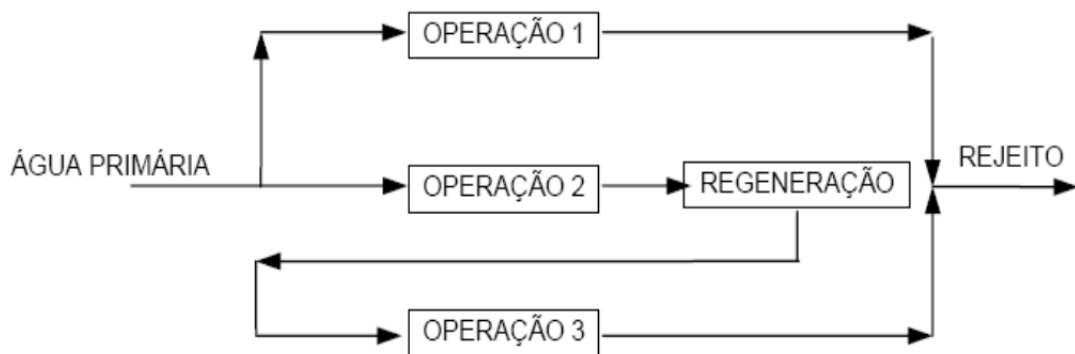 OPERAÇÃO 1
ÁGUA PRIMÁRIA
OPERAÇÃO 2
REGENERAÇÃO
REJEITO
OPERAÇÃO 3